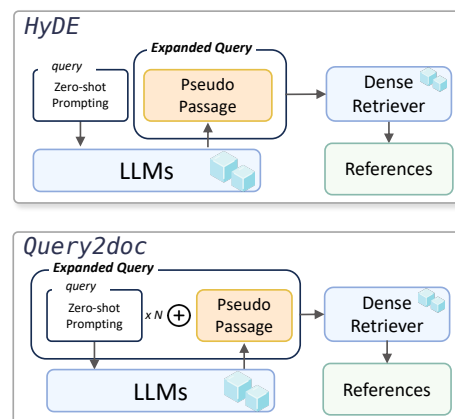 HyDE
Expanded Query
query
Zero-shot
Prompting
Pseudo
Passage
Dense
Retriever
LLMs
References
Query2doc
Expanded Query
query
Zero-shot
Prompting
x N +
Pseudo
Passage
Dense
Retriever
LLMs
References